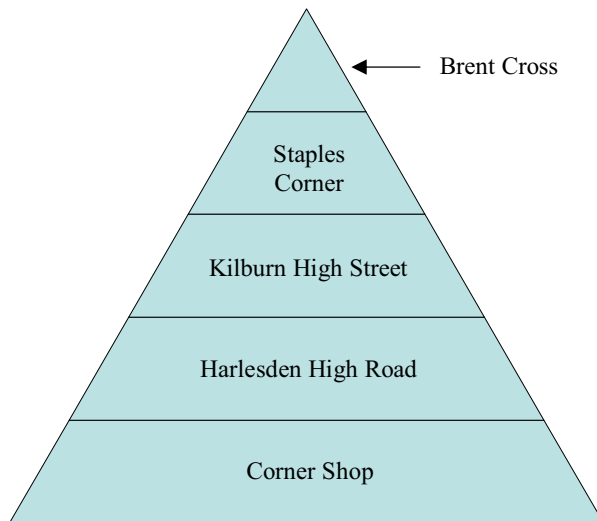 Brent Cross
Staples
Corner
Kilburn High Street
Harlesden High Road
Corner Shop